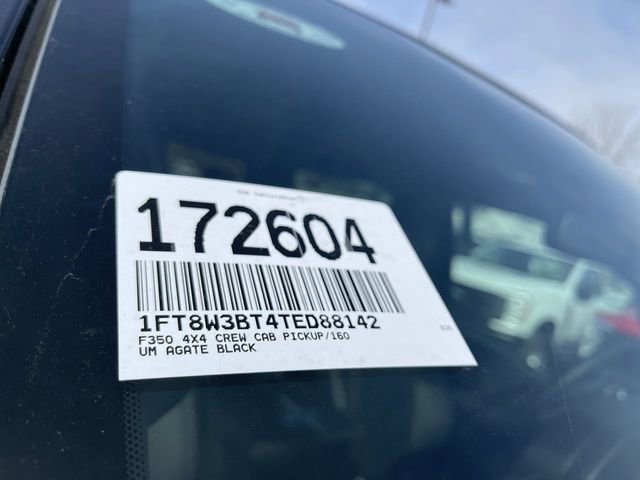 172604
1FT8W3BT4TED88142
F350 4X4 CREW CAB PICKUP/160
UM AGATE BLACK